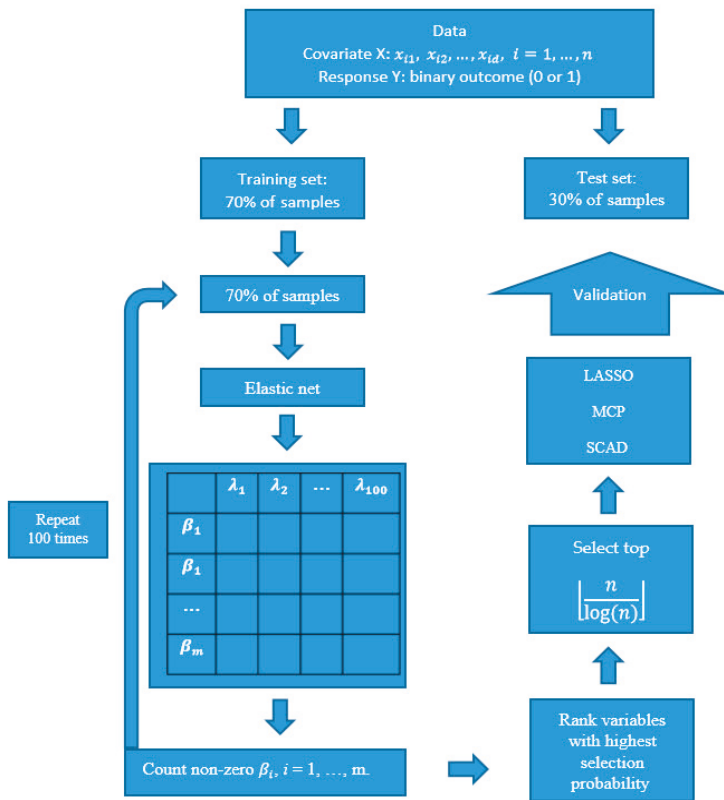 Data
Covariate X: x_{i1}, x_{i2}, ..., x_{id}, i = 1, ..., n
Response Y: binary outcome (0 or 1)
Training set:
70% of samples
Test set:
30% of samples
70% of samples
Validation
Elastic net
LASSO
MCP
SCAD
λ_1 λ_2 ... λ_{100}
β_1
β_1
...
β_m
Repeat
100 times
Select top
⌊n / log(n)⌋
Count non-zero β_i, i = 1, ..., m.
Rank variables
with highest
selection
probability